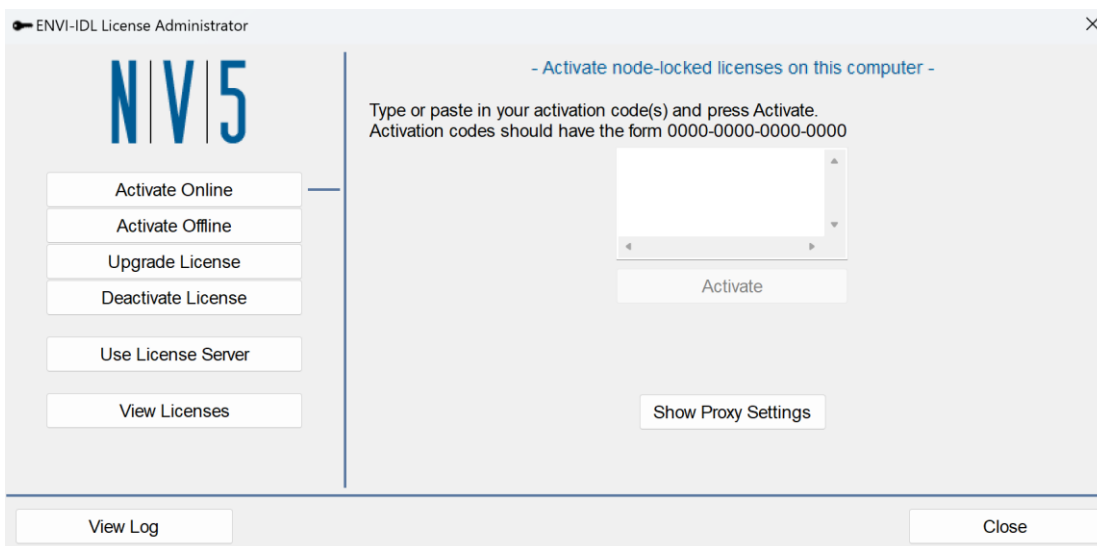 ENVI-IDL License Administrator
N|V|5
Activate Online
Activate Offline
Upgrade License
Deactivate License
Use License Server
View Licenses
- Activate node-locked licenses on this computer -
Type or paste in your activation code(s) and press Activate.
Activation codes should have the form 0000-0000-0000-0000
Activate
Show Proxy Settings
View Log
Close